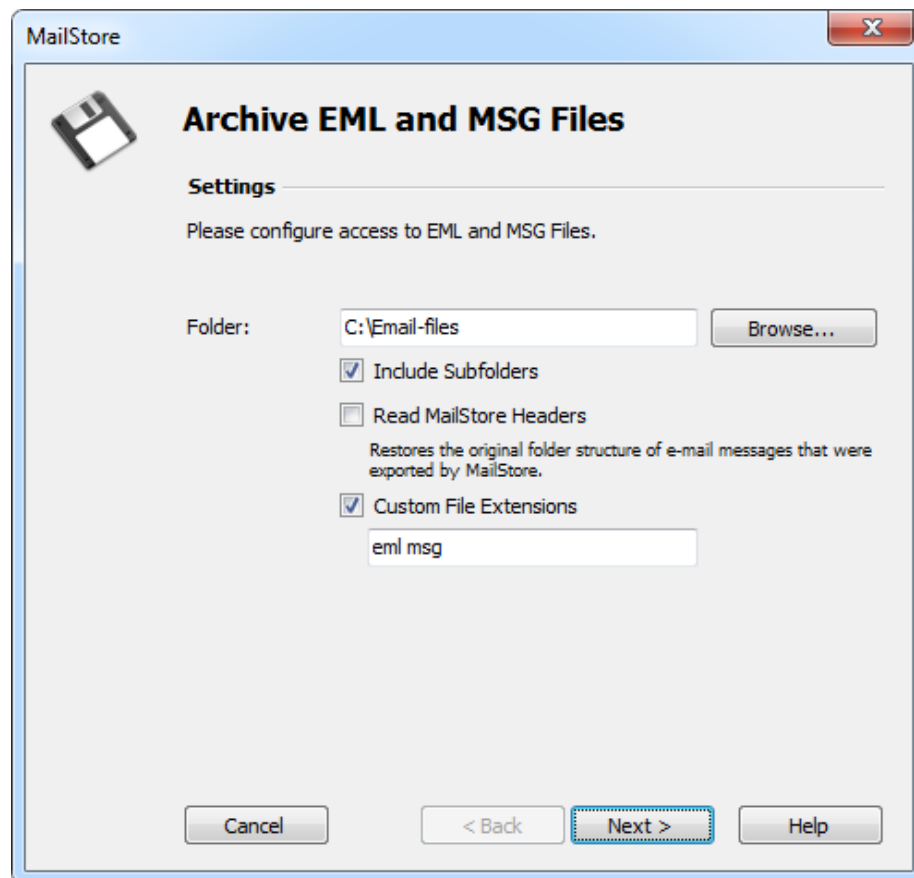 MailStore
Archive EML and MSG Files
Settings
Please configure access to EML and MSG Files.
Folder:
C:\Email-files
Browse...
Include Subfolders
Read MailStore Headers
Restores the original folder structure of e-mail messages that were
exported by MailStore.
Custom File Extensions
eml msg
Cancel
< Back
Next >
Help